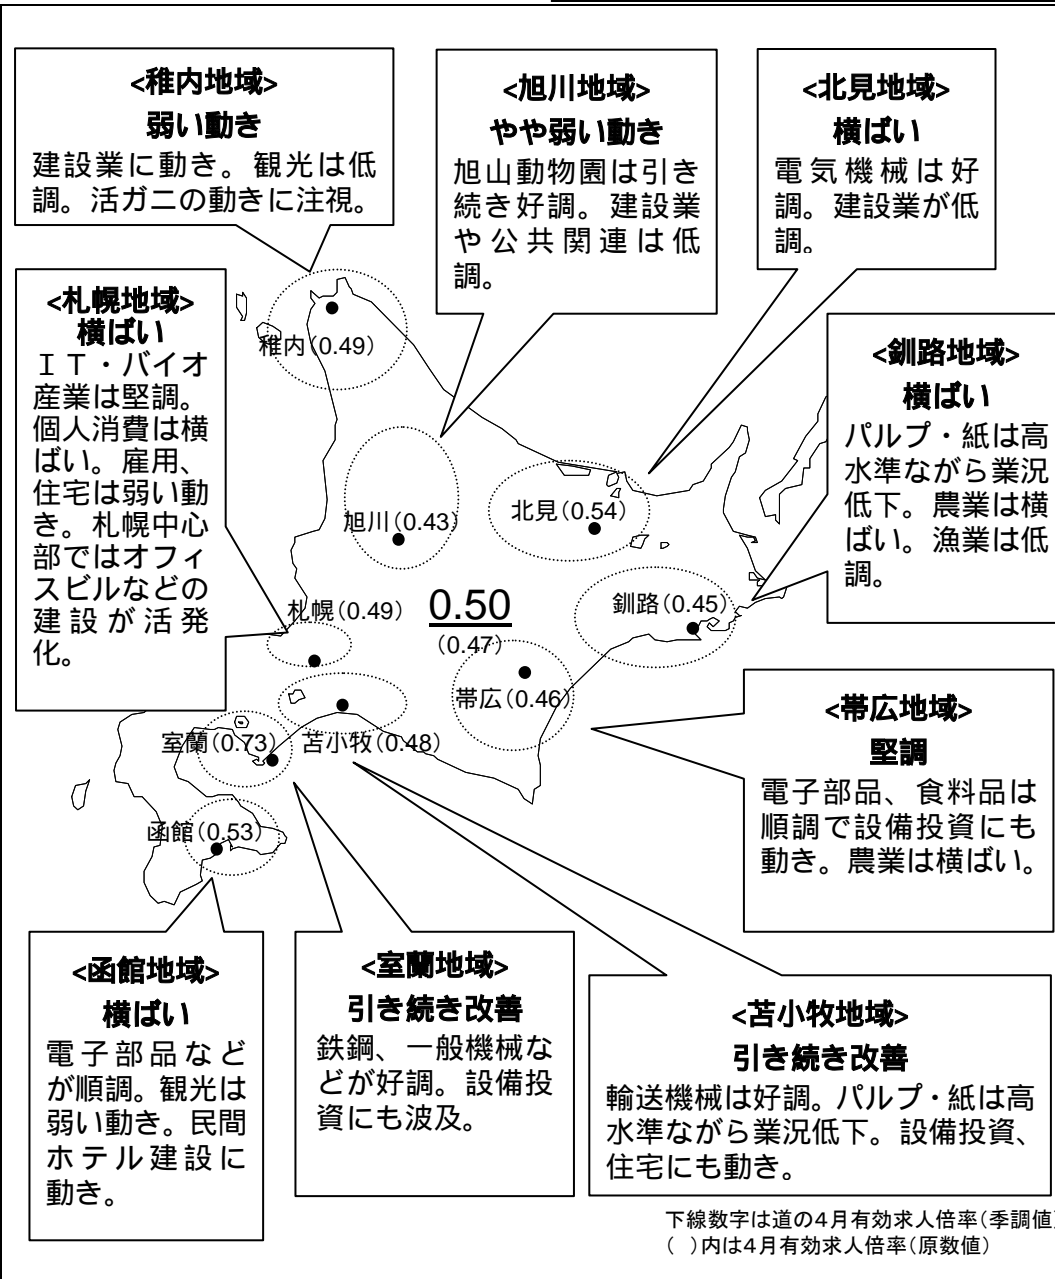 <稚内地域>
弱い動き
建設業に動き。観光は低
調。活ガニの動きに注視。
<旭川地域>
やや弱い動き
旭山動物園は引き
続き好調。建設業
や公共関連は低
調。
<北見地域>
横ばい
電気機械は好
調。建設業が低
調。
<札幌地域>
横ばい
ＩＴ・バイオ
産業は堅調。
個人消費は横
ばい。雇用、
住宅は弱い動
き。札幌中心
部ではオフィ
スビルなどの
建設が活発
化。
<釧路地域>
横ばい
パルプ・紙は高
水準ながら業況
低下。農業は横
ばい。漁業は低
調。
稚内(0.49)
旭川(0.43)
北見(0.54)
札幌(0.49)
0.50
(0.47)
釧路(0.45)
帯広(0.46)
室蘭(0.73)
苫小牧(0.48)
函館(0.53)
<帯広地域>
堅調
電子部品、食料品は
順調で設備投資にも
動き。農業は横ばい。
<函館地域>
横ばい
電子部品など
が順調。観光は
弱い動き。民間
ホテル建設に
動き。
<室蘭地域>
引き続き改善
鉄鋼、一般機械な
どが好調。設備投
資にも波及。
<苫小牧地域>
引き続き改善
輸送機械は好調。パルプ・紙は高
水準ながら業況低下。設備投資、
住宅にも動き。
下線数字は道の4月有効求人倍率(季調値)
( )内は4月有効求人倍率(原数値)